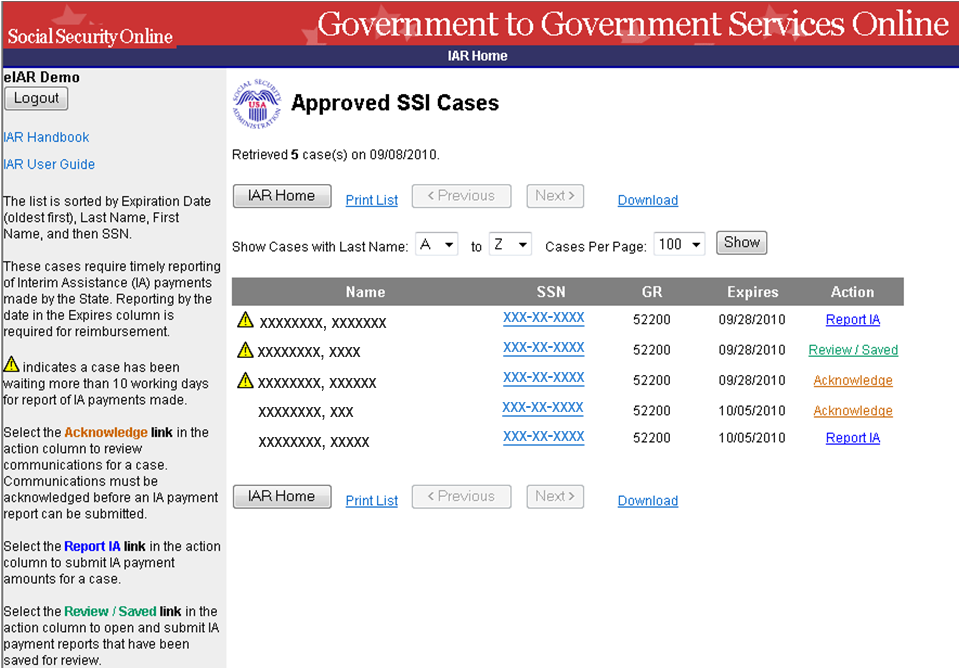 Social Security Online
Government to Government Services Online
IAR Home
eIAR Demo
Logout
IAR Handbook
IAR User Guide
The list is sorted by Expiration Date
(oldest first), Last Name, First
Name, and then SSN.
These cases require timely reporting
of Interim Assistance (IA) payments
made by the State. Reporting by the
date in the Expires column is
required for reimbursement.
indicates a case has been
waiting more than 10 working days
for report of IA payments made.
Select the Acknowledge link in the
action column to review
communications for a case.
Communications must be
acknowledged before an IA payment
report can be submitted.
Select the Report IA link in the action
column to submit IA payment
amounts for a case.
Select the Review / Saved link in the
action column to open and submit IA
payment reports that have been
saved for review.
SOCIAL SECURITY ADMINISTRATION
USA
Approved SSI Cases
Retrieved 5 case(s) on 09/08/2010.
IAR Home Print List < Previous Next > Download
Show Cases with Last Name: A to Z Cases Per Page: 100 Show
Name SSN GR Expires Action
XXXXXXXX, XXXXXXX XXX-XX-XXXX 52200 09/28/2010 Report IA
XXXXXXXX, XXXX XXX-XX-XXXX 52200 09/28/2010 Review / Saved
XXXXXXXX, XXXXXX XXX-XX-XXXX 52200 09/28/2010 Acknowledge
XXXXXXXX, XXX XXX-XX-XXXX 52200 10/05/2010 Acknowledge
XXXXXXXX, XXXXX XXX-XX-XXXX 52200 10/05/2010 Report IA
IAR Home Print List < Previous Next > Download